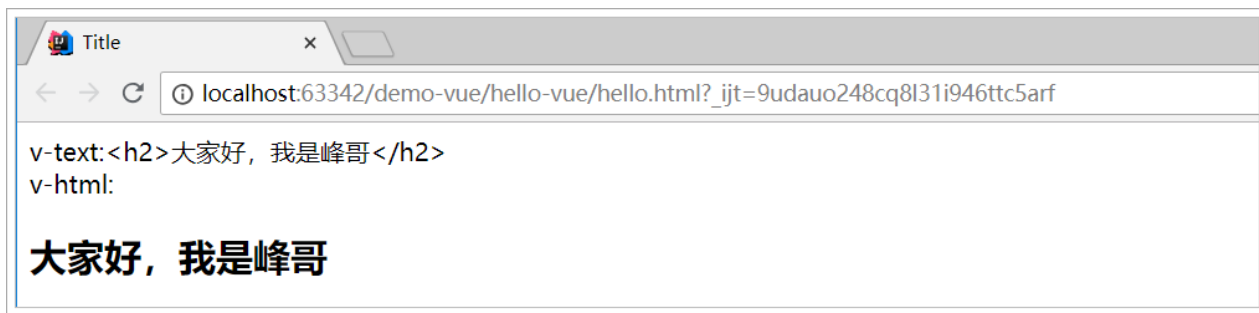 Title
localhost:63342/demo-vue/hello-vue/hello.html?_ijt=9udauo248cq8l31i946ttc5arf
v-text:<h2>大家好，我是峰哥</h2>
v-html:
大家好，我是峰哥